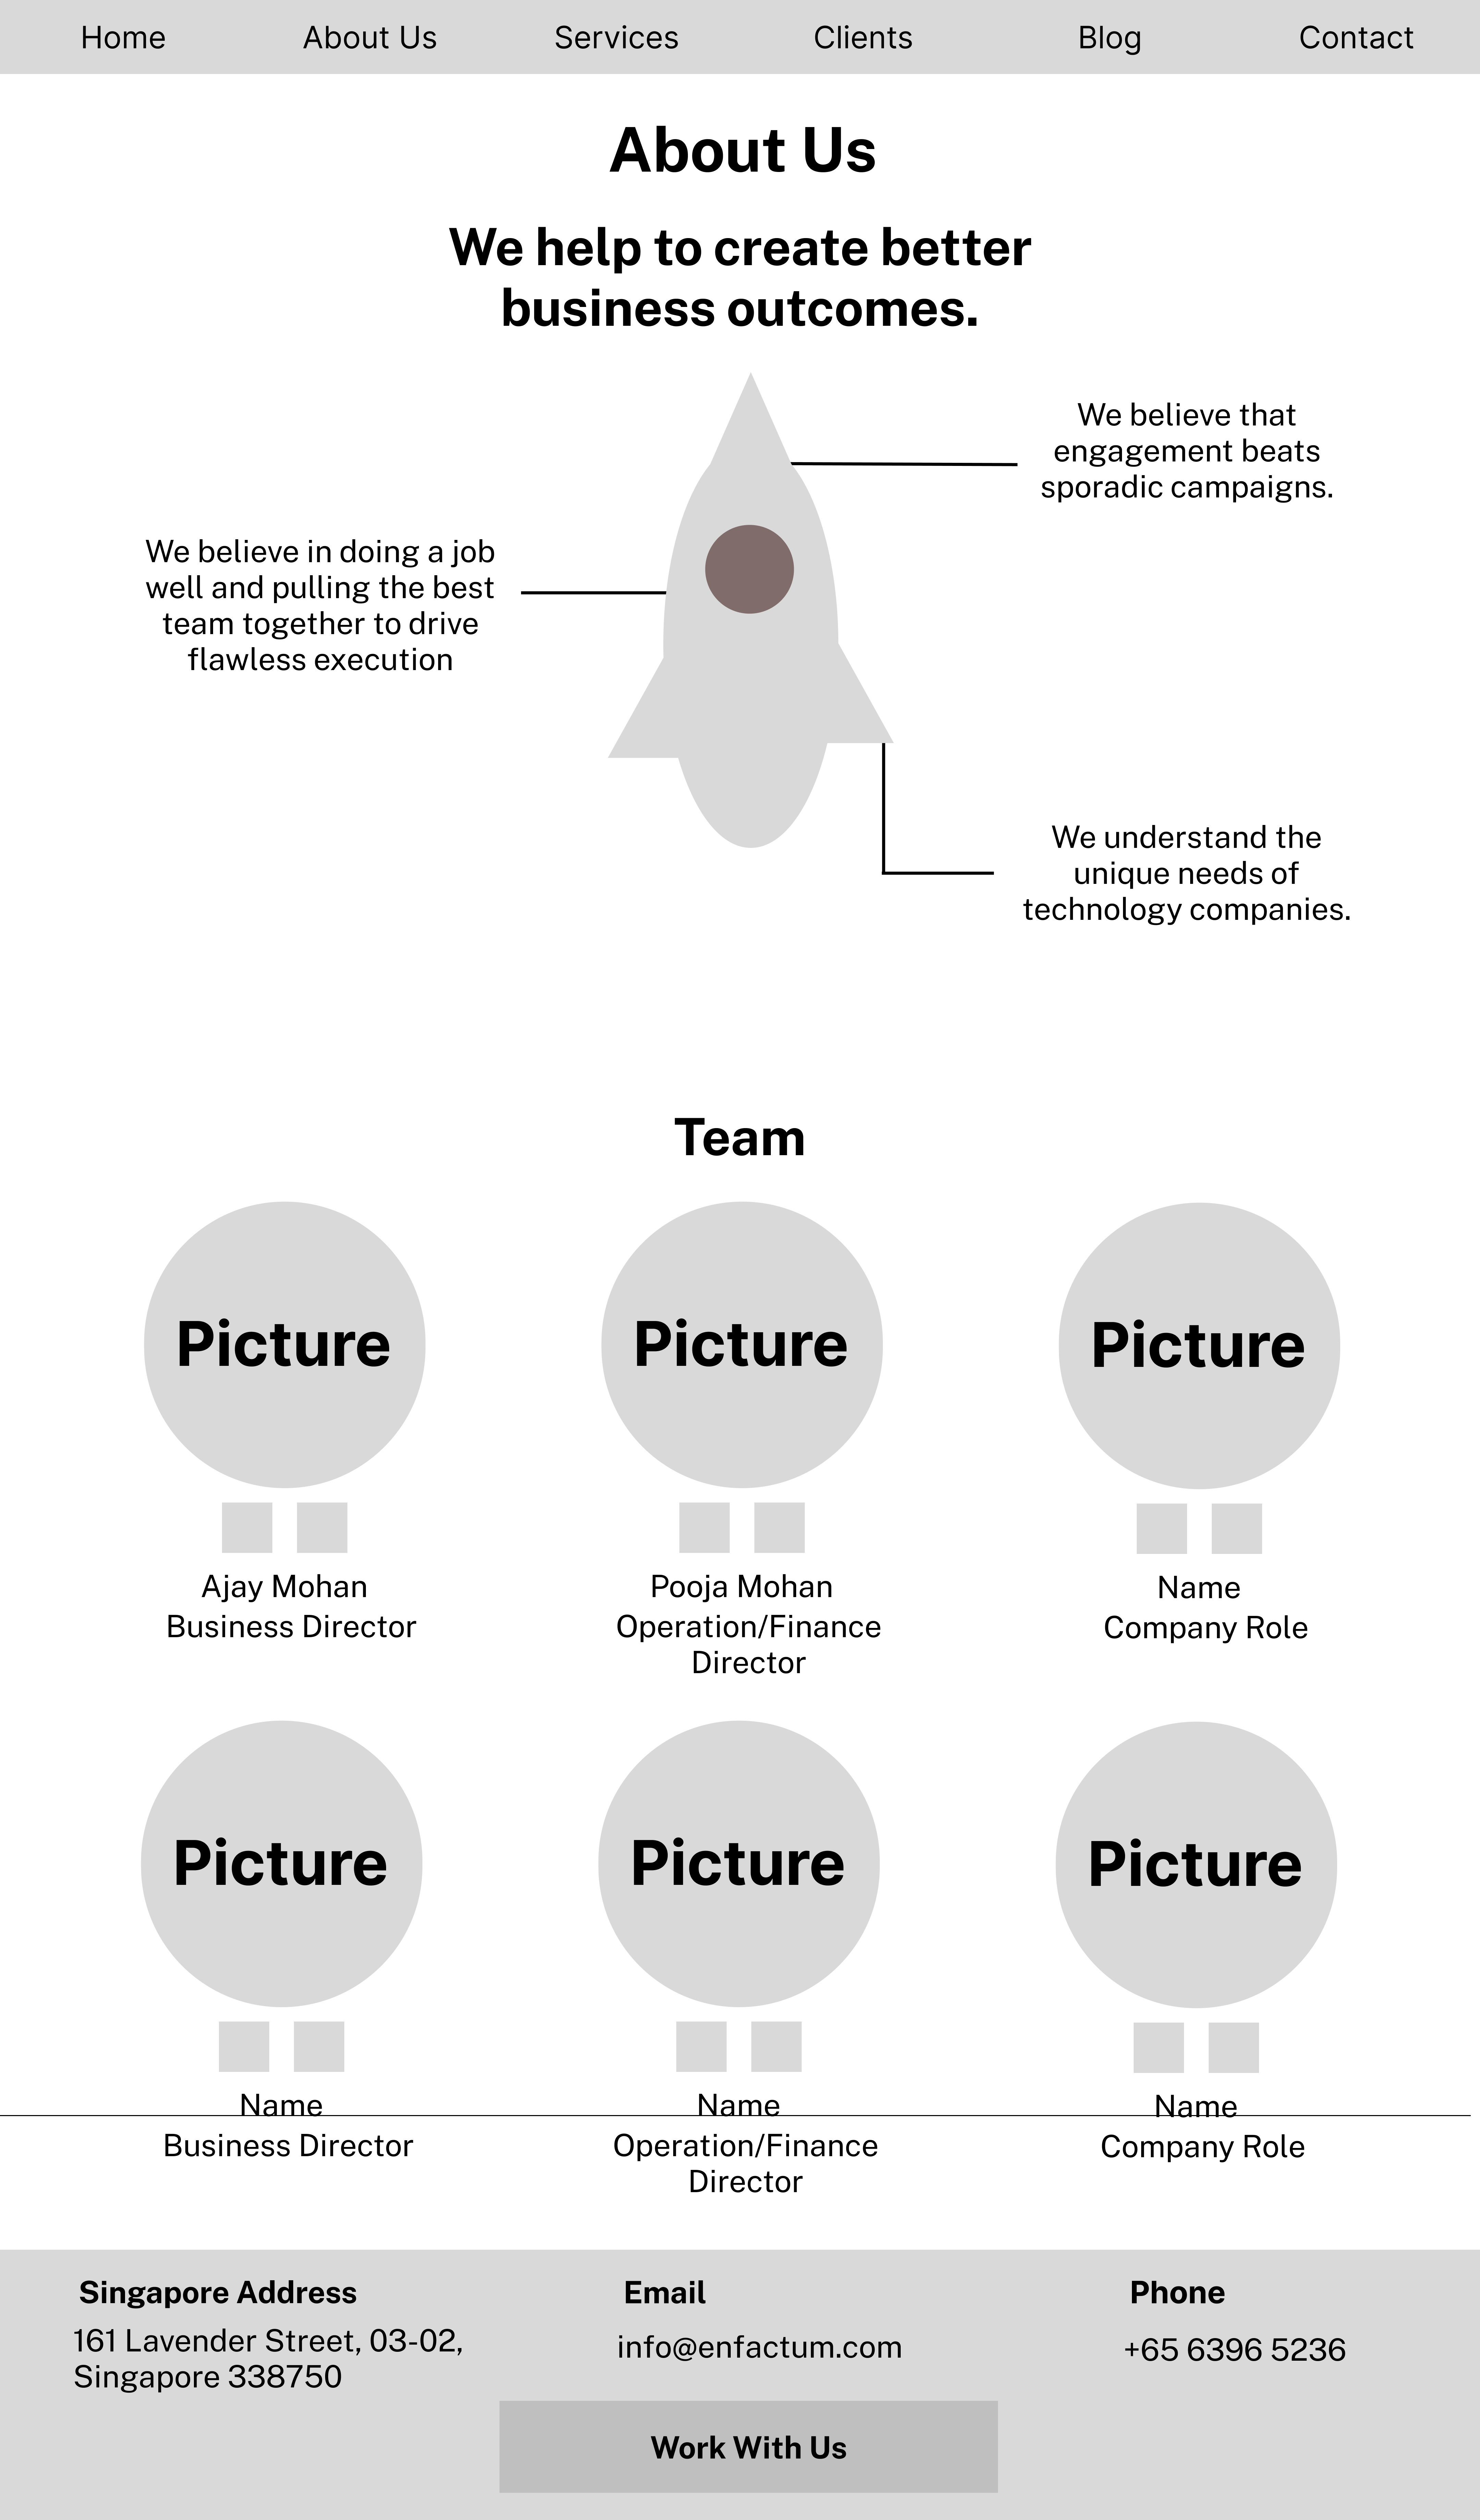 Home About Us Services Clients Blog Contact
About Us
We help to create better
business outcomes.
We believe that
engagement beats
sporadic campaigns.
We believe in doing a job
well and pulling the best
team together to drive
flawless execution
We understand the
unique needs of
technology companies.
Team
Picture Picture Picture
Ajay Mohan Pooja Mohan Name
Business Director Operation/Finance Company Role
Director
Picture Picture Picture
Name Name Name
Business Director Operation/Finance Company Role
Director
Singapore Address Email Phone
161 Lavender Street, 03-02, info@enfactum.com +65 6396 5236
Singapore 338750
Work With Us